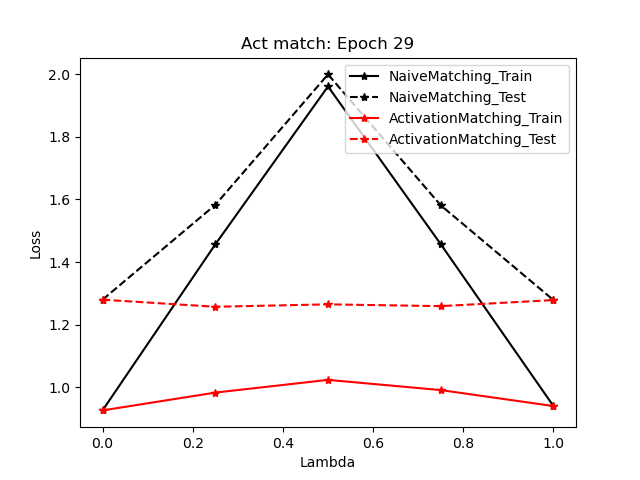 Act match: Epoch 29
NaiveMatching_Train
NaiveMatching_Test
ActivationMatching_Train
ActivationMatching_Test
Loss
2.0
1.8
1.6
1.4
1.2
1.0
0.0 0.2 0.4 0.6 0.8 1.0
Lambda